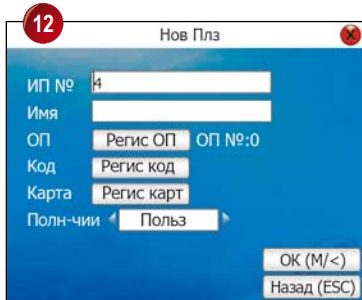 12
Нов Плз
X
ИП № 4
Имя
ОП Регис ОП ОП №:0
Код Регис код
Карта Регис карт
Полн-чии Польз
OK (M/<)
Назад (ESC)